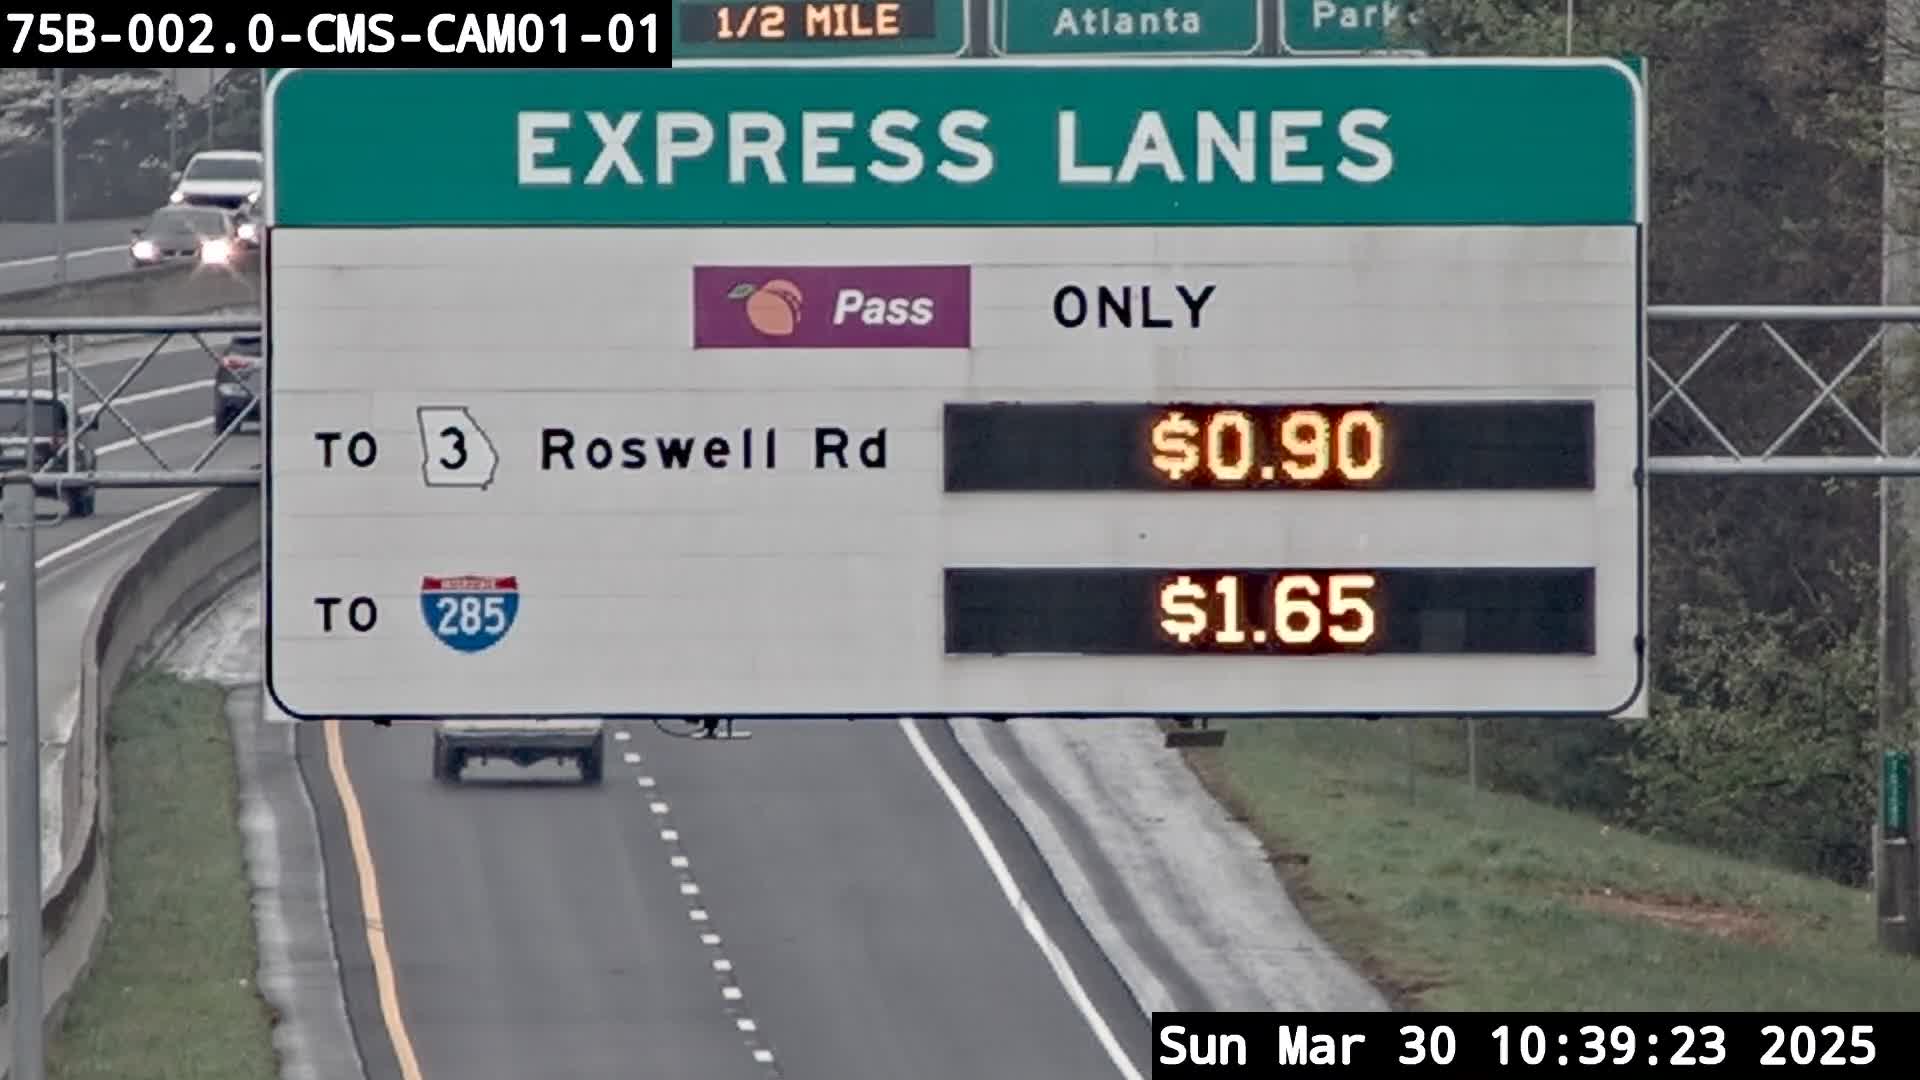 75B-002.0-CMS-CAM01-01
1/2 MILE
Atlanta
Park
EXPRESS LANES
Pass ONLY
TO 3 Roswell Rd $0.90
TO 285 $1.65
Sun Mar 30 10:39:23 2025